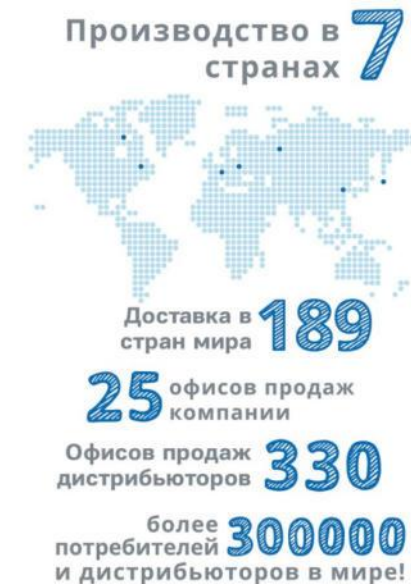 Производство в 7
странах
Доставка в 189
стран мира
25 офисов продаж
компании
Офисов продаж 330
дистрибьюторов
более 300000
потребителей
и дистрибьюторов в мире!